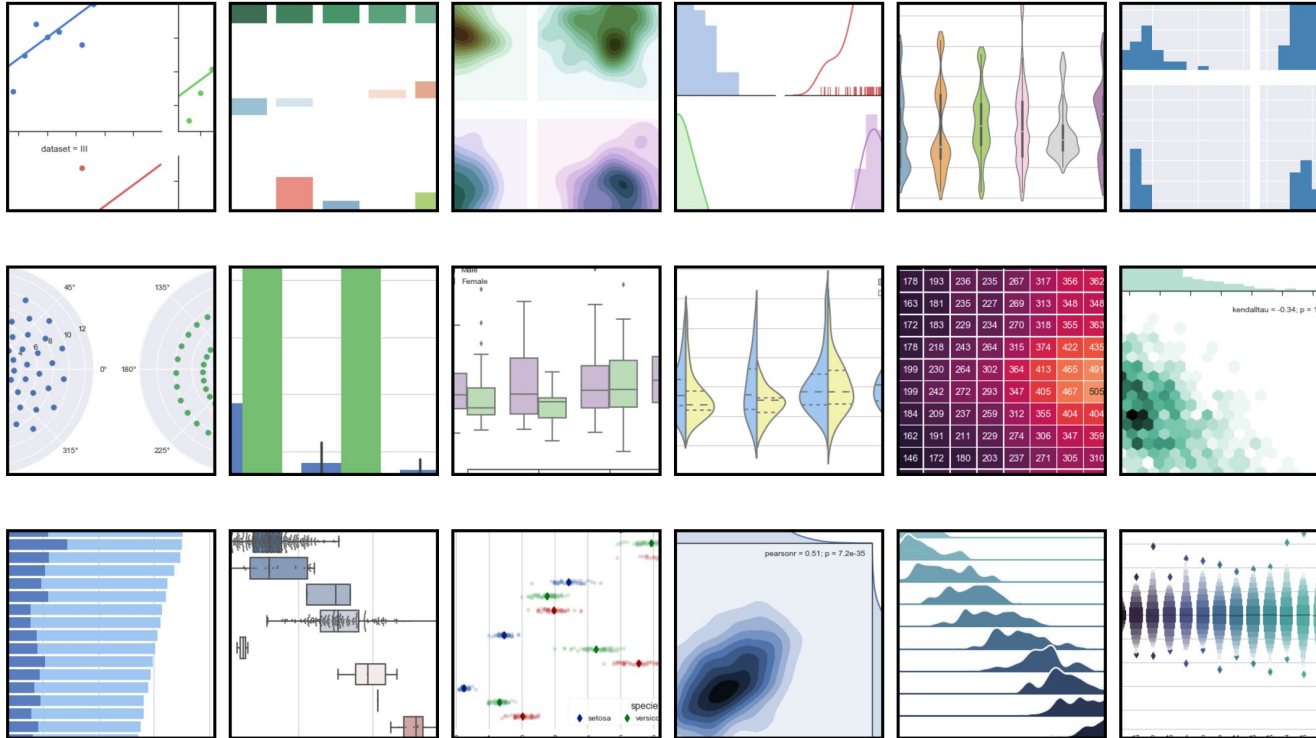 dataset = III
45°
12
10
8
6
4
0°
315°
135°
180°
225°
Male
Female
178 193 236 235 267 317 356 362
163 181 235 227 269 313 348 348
172 183 229 234 270 318 355 363
178 218 243 264 315 374 422 435
199 230 264 302 364 413 465 491
199 242 272 293 347 405 467 505
184 209 237 259 312 355 404 404
162 191 211 229 274 306 347 359
146 172 180 203 237 271 305 310
kendalltau = -0.34; p = 1
specie
setosa versico
pearsonr = 0.51; p = 7.2e-35